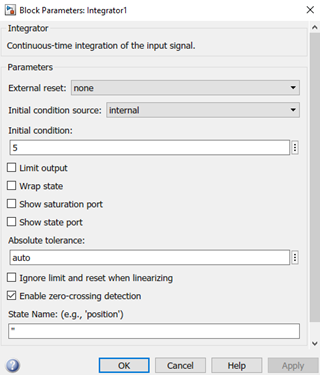 Block Parameters: Integrator1
Integrator
Continuous-time integration of the input signal.
Parameters
External reset: none
Initial condition source: internal
Initial condition:
5
Limit output
Wrap state
Show saturation port
Show state port
Absolute tolerance:
auto
Ignore limit and reset when linearizing
Enable zero-crossing detection
State Name: (e.g., 'position')
''
OK Cancel Help Apply